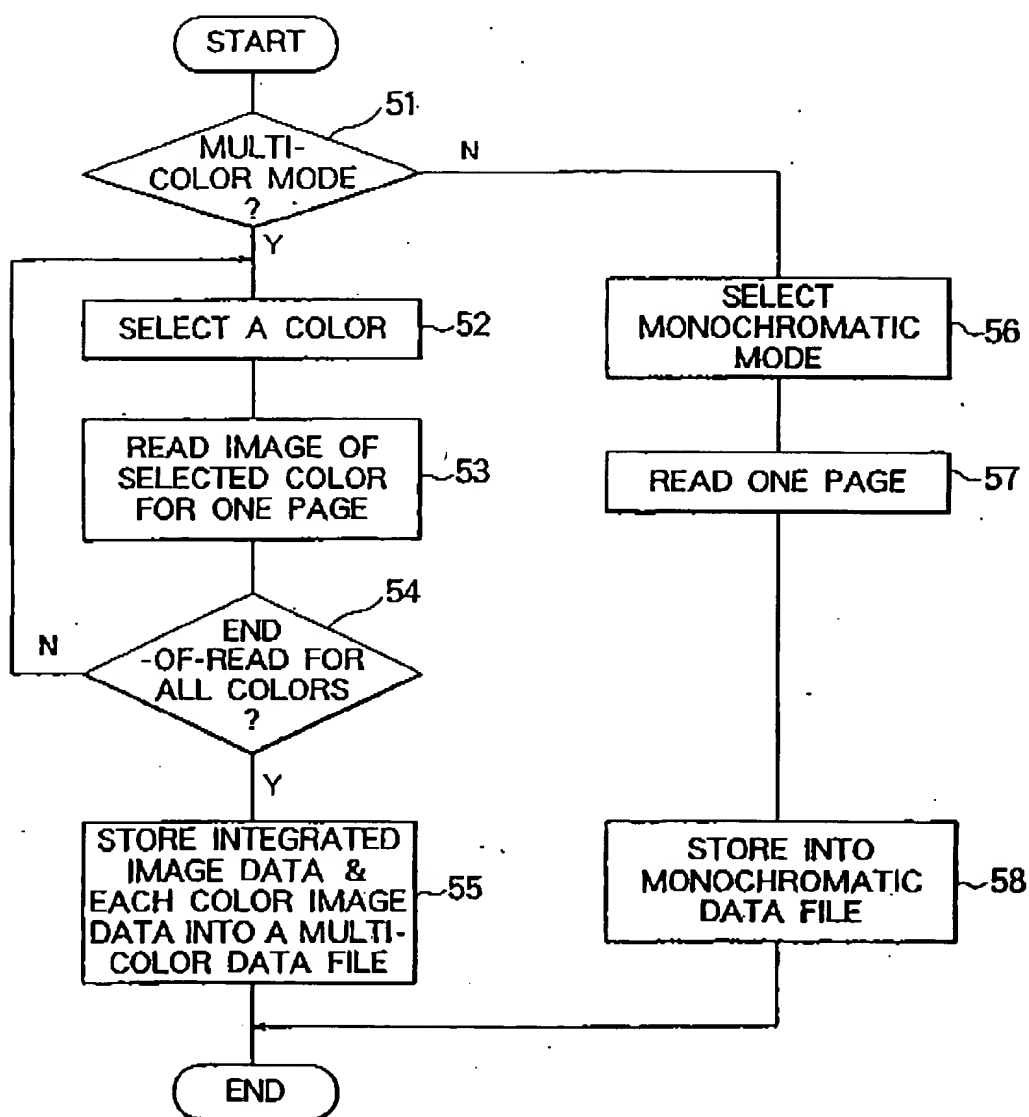 START
51
MULTI-
COLOR MODE
?
N
Y
SELECT A COLOR
52
READ IMAGE OF
SELECTED COLOR
FOR ONE PAGE
53
54
END
-OF-READ FOR
ALL COLORS
?
N
Y
STORE INTEGRATED
IMAGE DATA &
EACH COLOR IMAGE
DATA INTO A MULTI-
COLOR DATA FILE
55
SELECT
MONOCHROMATIC
MODE
56
READ ONE PAGE
57
STORE INTO
MONOCHROMATIC
DATA FILE
58
END